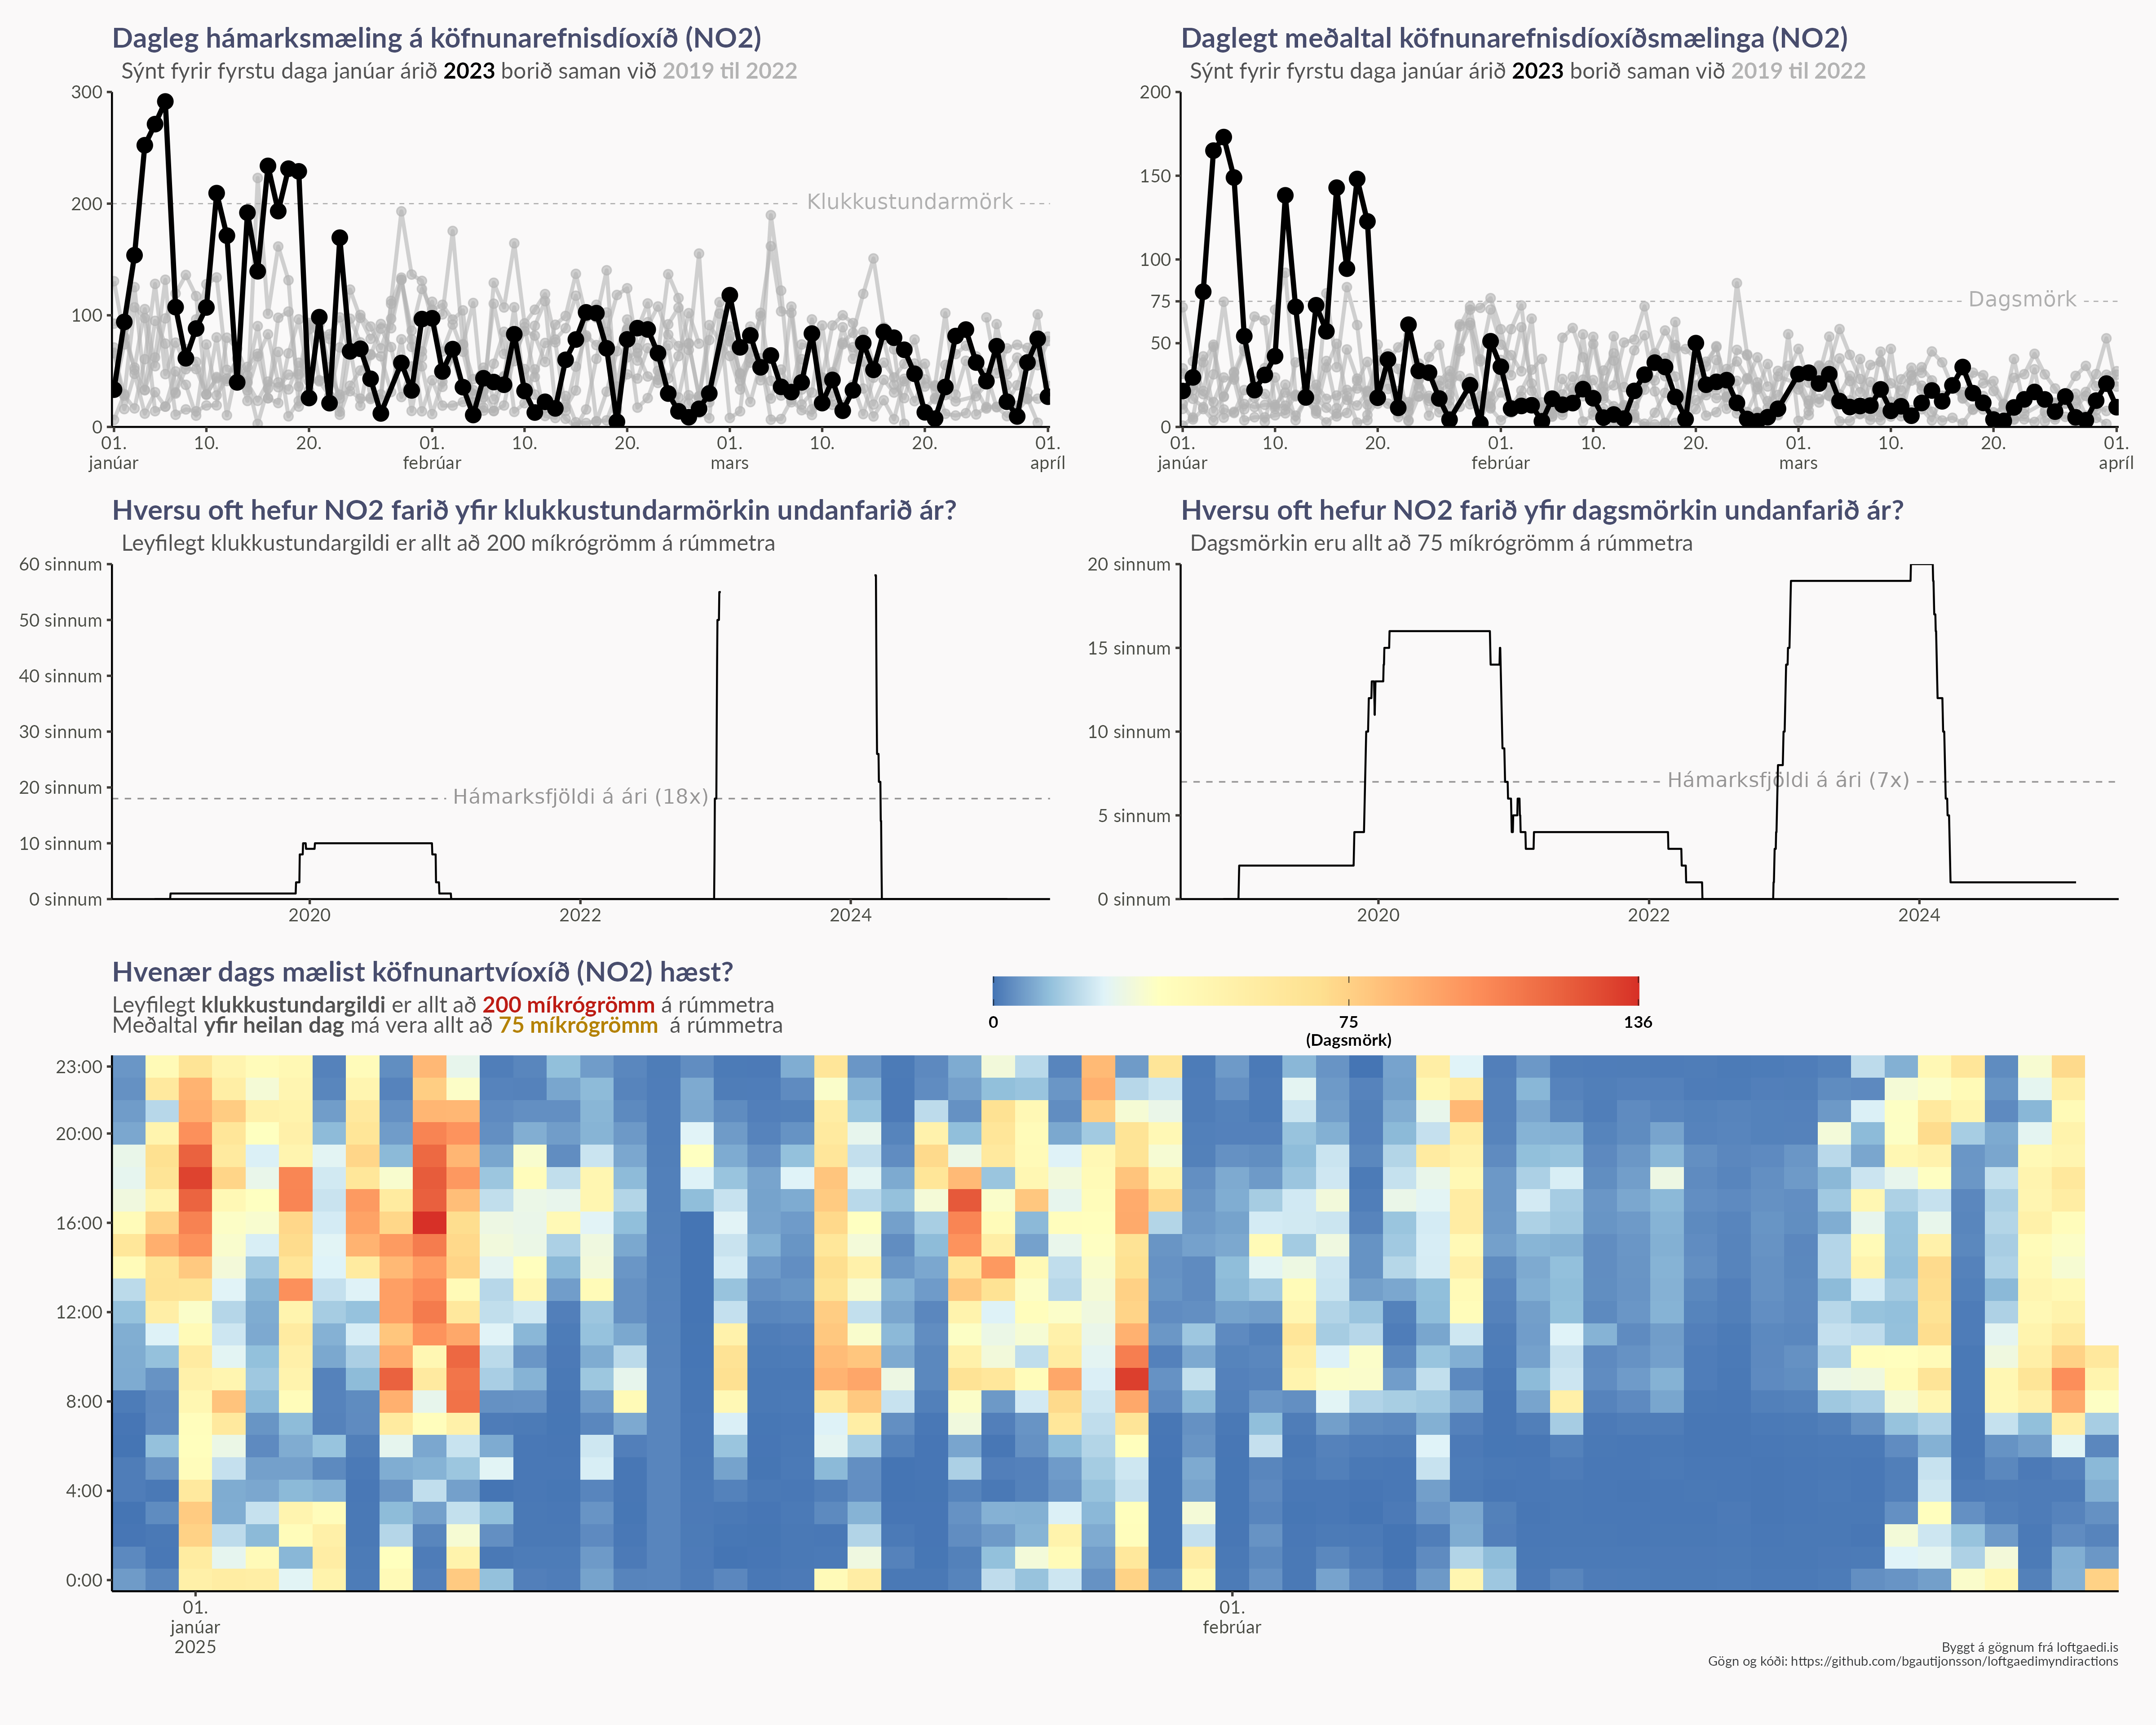 Dagleg hámarksmæling á köfnunarefnisdíoxíð (NO2)
Sýnt fyrir fyrstu daga janúar árið 2023 borið saman við 2019 til 2022
300
200
100
0
Klukkustundarmörk
01. 10. 20. 01. 10. 20. 01. 10. 20. 01.
janúar febrúar mars apríl
Daglegt meðaltal köfnunarefnisdíoxíðsmælinga (NO2)
Sýnt fyrir fyrstu daga janúar árið 2023 borið saman við 2019 til 2022
200
150
100
75
50
0
Dagsmörk
01. 10. 20. 01. 10. 20. 01. 10. 20. 01.
janúar febrúar mars apríl
Hversu oft hefur NO2 farið yfir klukkustundarmörkin undanfarið ár?
Leyfilegt klukkustundargildi er allt að 200 míkrógrömm á rúmmetra
60 sinnum
50 sinnum
40 sinnum
30 sinnum
20 sinnum
10 sinnum
0 sinnum
Hámarksfjöldi á ári (18x)
2020 2022 2024
Hversu oft hefur NO2 farið yfir dagsmörkin undanfarið ár?
Dagsmörkin eru allt að 75 míkrógrömm á rúmmetra
20 sinnum
15 sinnum
10 sinnum
5 sinnum
0 sinnum
Hámarksfjöldi á ári (7x)
2020 2022 2024
Hvenær dags mælist köfnunartvíoxíð (NO2) hæst?
Leyfilegt klukkustundargildi er allt að 200 míkrógrömm á rúmmetra
Meðaltal yfir heilan dag má vera allt að 75 míkrógrömm á rúmmetra
0 75 136
(Dagsmörk)
23:00
20:00
16:00
12:00
8:00
4:00
0:00
01. 01.
janúar febrúar
2025
Byggt á gögnum frá loftgaedi.is
Gögn og kóði: https://github.com/bgautijonsson/loftgaedimyndiractions